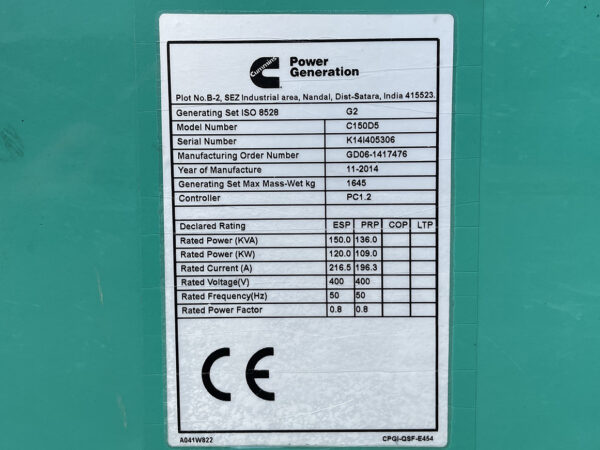 Cummins
Power
Generation
Plot No.B-2, SEZ Industrial area, Nandal, Dist-Satara, India 415523.
Generating Set ISO 8528 G2
Model Number C150D5
Serial Number K14I405306
Manufacturing Order Number GD06-1417476
Year of Manufacture 11-2014
Generating Set Max Mass-Wet kg 1645
Controller PC1.2
Declared Rating ESP PRP COP LTP
Rated Power (KVA) 150.0 136.0
Rated Power (KW) 120.0 109.0
Rated Current (A) 216.5 196.3
Rated Voltage(V) 400 400
Rated Frequency(Hz) 50 50
Rated Power Factor 0.8 0.8
CE
A041W822 CPGI-QSF-E454